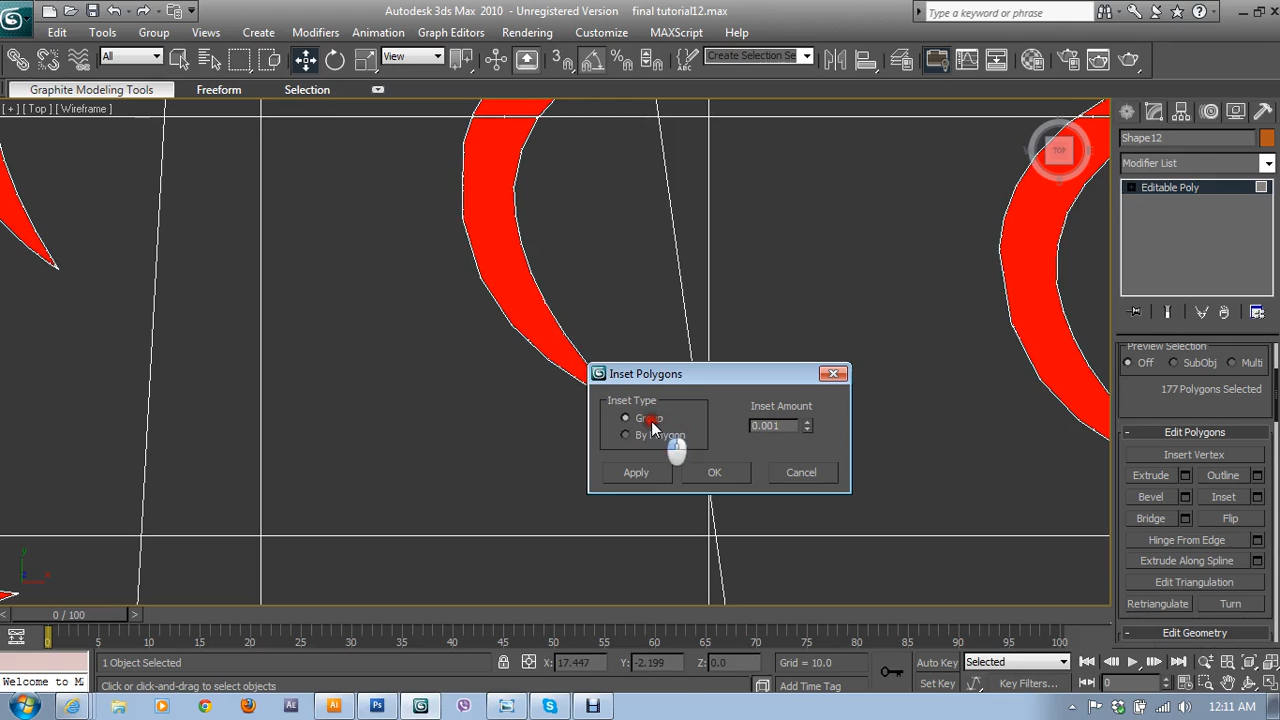 Autodesk 3ds Max 2010 - Unregistered Version final tutorial12.max
Type a keyword or phrase
Edit Tools Group Views Create Modifiers Animation Graph Editors Rendering Customize MAXScript Help
All View Create Selection Se
Graphite Modeling Tools Freeform Selection
[ + ] [ Top ] [ Wireframe ]
TOP
Shape12
Modifier List
Editable Poly
Preview Selection
Off SubObj Multi
177 Polygons Selected
Inset Polygons
Inset Type
Group
By Polygon
Inset Amount
0.001
Apply OK Cancel
Edit Polygons
Insert Vertex
Extrude Outline
Bevel Inset
Bridge Flip
Hinge From Edge
Extrude Along Spline
Edit Triangulation
Retriangulate Turn
Edit Geometry
0 / 100
0 5 10 15 20 25 30 35 40 45 50 55 60 65 70 75 80 85 90 95 100
1 Object Selected X: 17.447 Y: -2.199 Z: 0.0 Grid = 10.0 Auto Key Selected
Welcome to M Click or click-and-drag to select objects Add Time Tag Set Key Key Filters... 0
12:11 AM